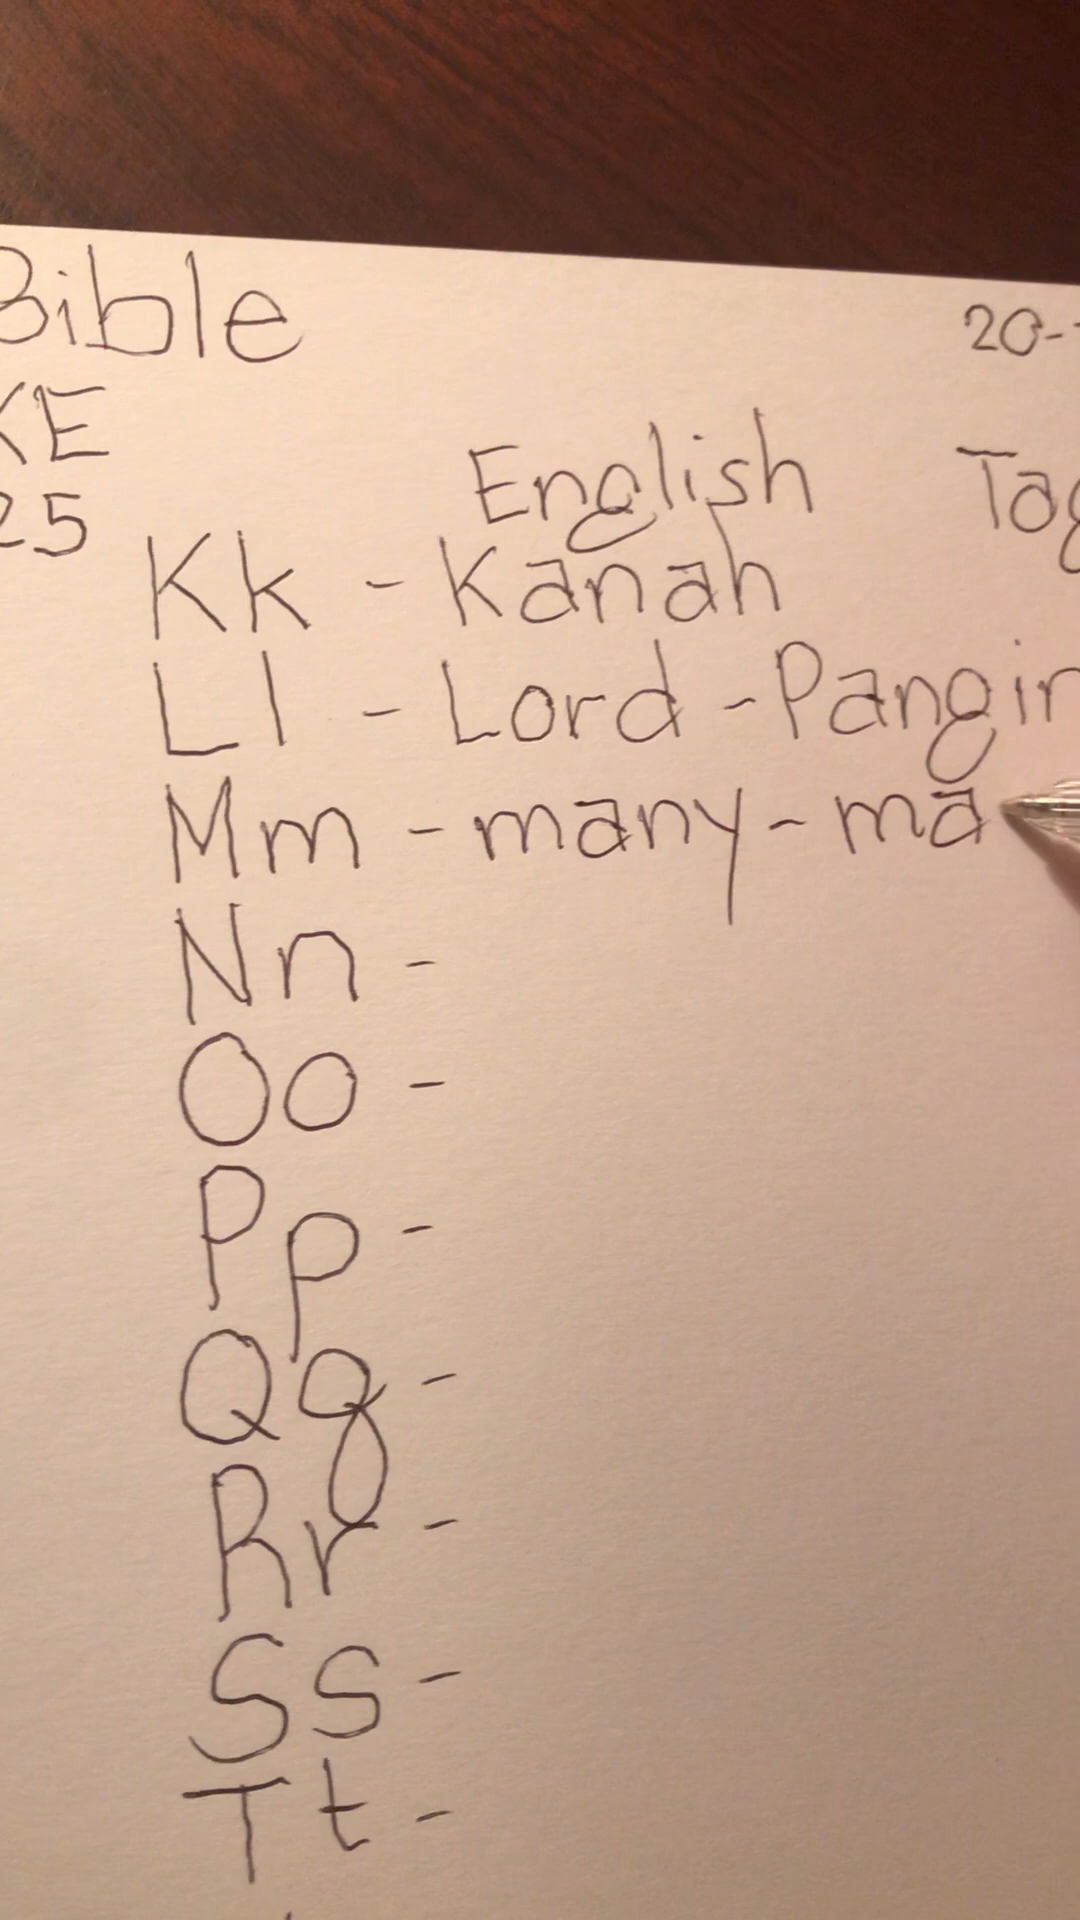 Bible 20-
KE
25 English Tag
Kk - Kanah
Ll - Lord - Pangin
Mm - many - ma
Nn -
Oo -
Pp -
Qq -
Rr -
Ss -
Tt -